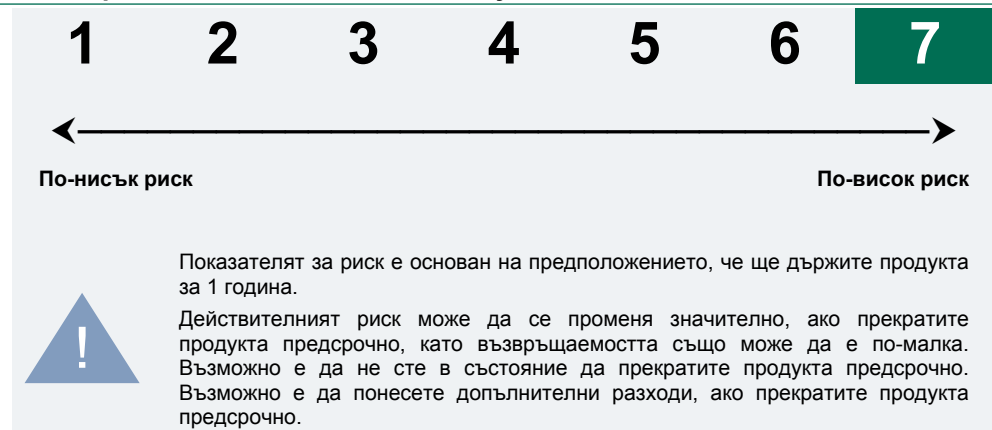 1 2 3 4 5 6 7
По-нисък риск По-висок риск
Показателят за риск е основан на предположението, че ще държите продукта
за 1 година.
!
Действителният риск може да се променя значително, ако прекратите
продукта предсрочно, като възвръщаемостта също може да е по-малка.
Възможно е да не сте в състояние да прекратите продукта предсрочно.
Възможно е да понесете допълнителни разходи, ако прекратите продукта
предсрочно.